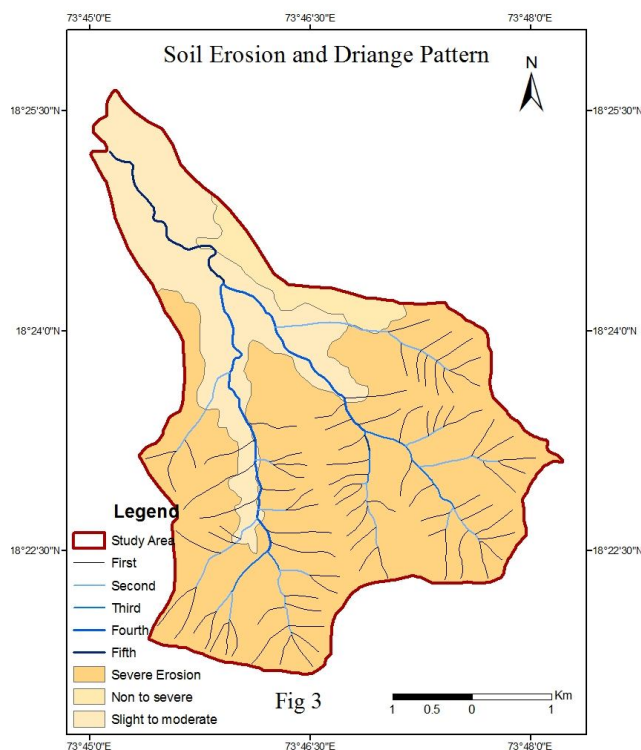 73°45'0"E
73°46'30"E
73°48'0"E
Soil Erosion and Driange Pattern
N
18°25'30"N
18°25'30"N
18°24'0"N
18°24'0"N
18°22'30"N
18°22'30"N
Legend
Study Area
First
Second
Third
Fourth
Fifth
Severe Erosion
Non to severe
Slight to moderate
Fig 3
Km
1 0.5 0 1
73°45'0"E
73°46'30"E
73°48'0"E